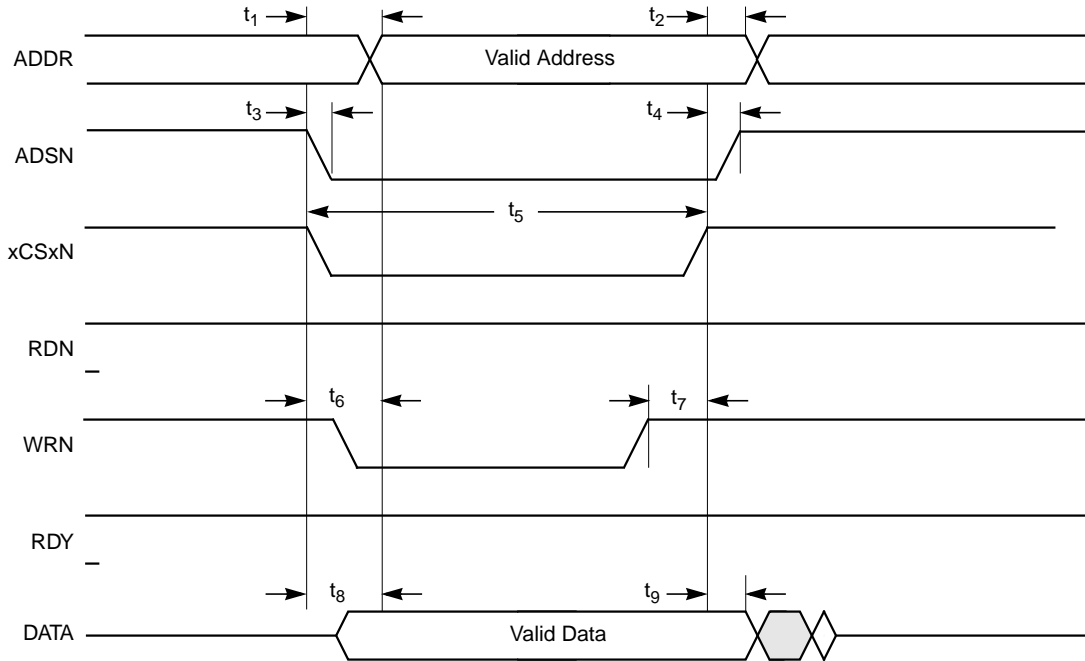 t1 t2
ADDR Valid Address
t3 t4
ADSN
t5
xCSxN
RDN
t6 t7
WRN
RDY
t8 t9
DATA Valid Data